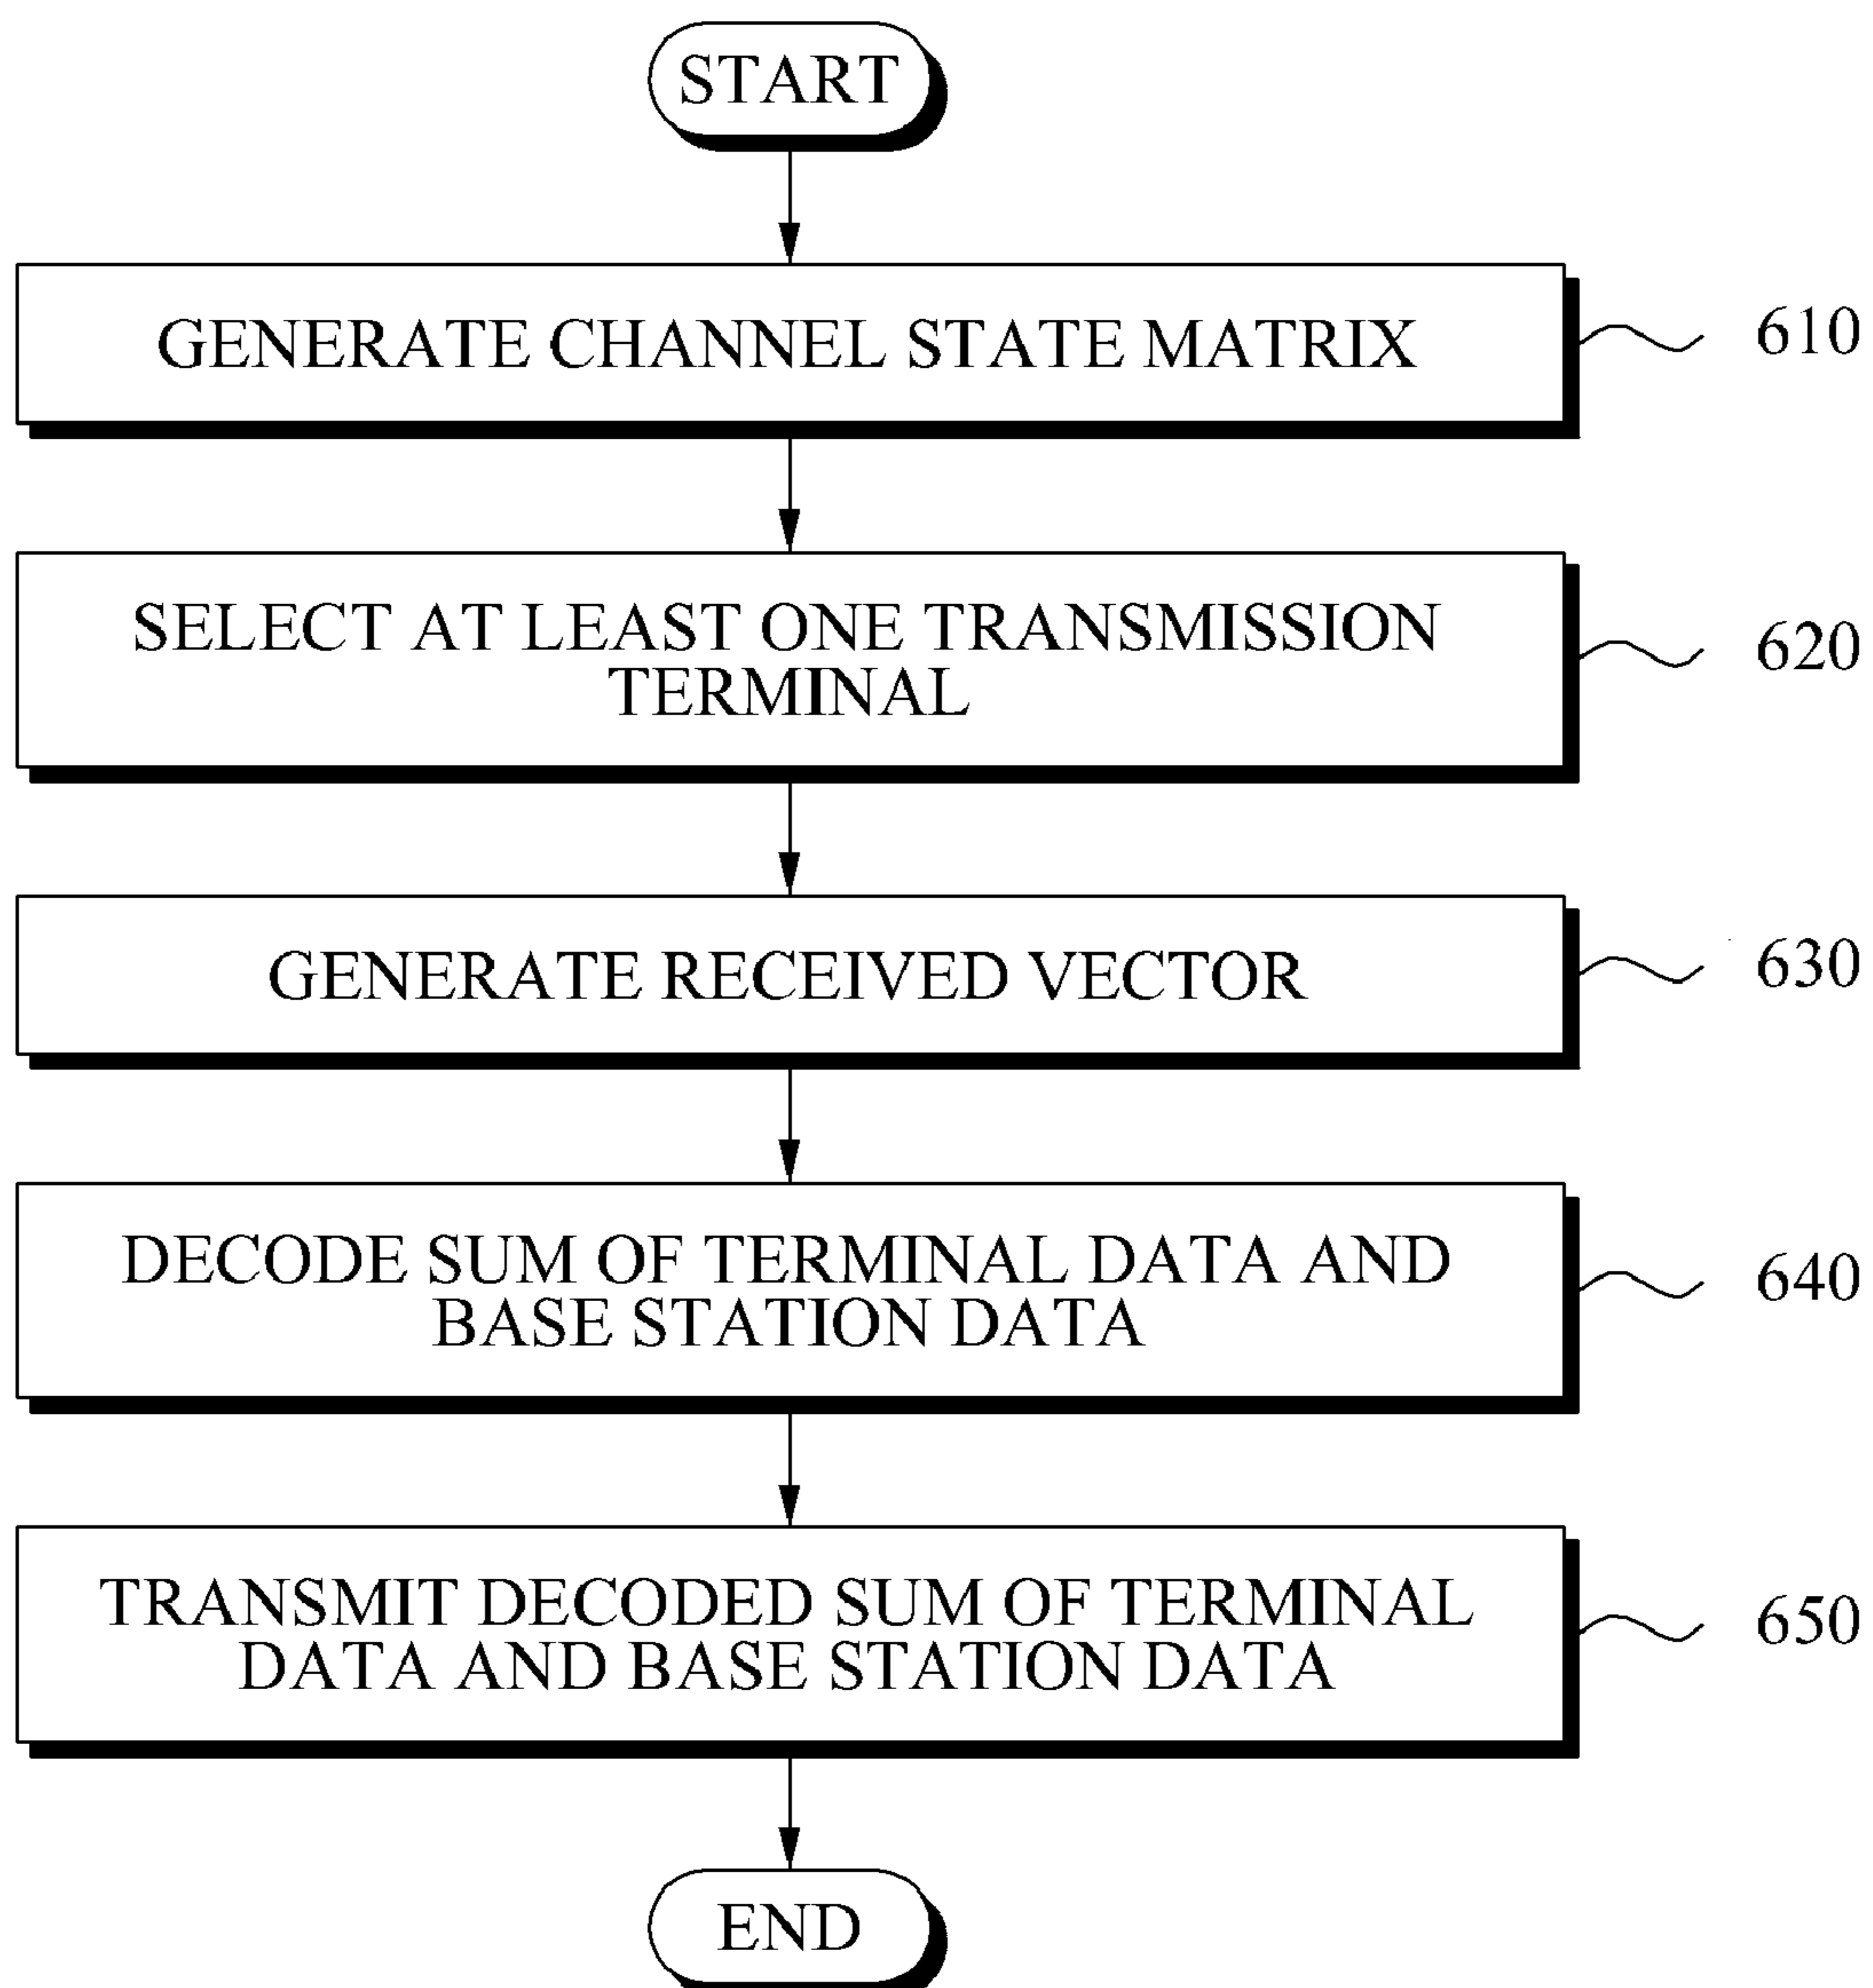 START
GENERATE CHANNEL STATE MATRIX
610
SELECT AT LEAST ONE TRANSMISSION
TERMINAL
620
GENERATE RECEIVED VECTOR
630
DECODE SUM OF TERMINAL DATA AND
BASE STATION DATA
640
TRANSMIT DECODED SUM OF TERMINAL
DATA AND BASE STATION DATA
650
END